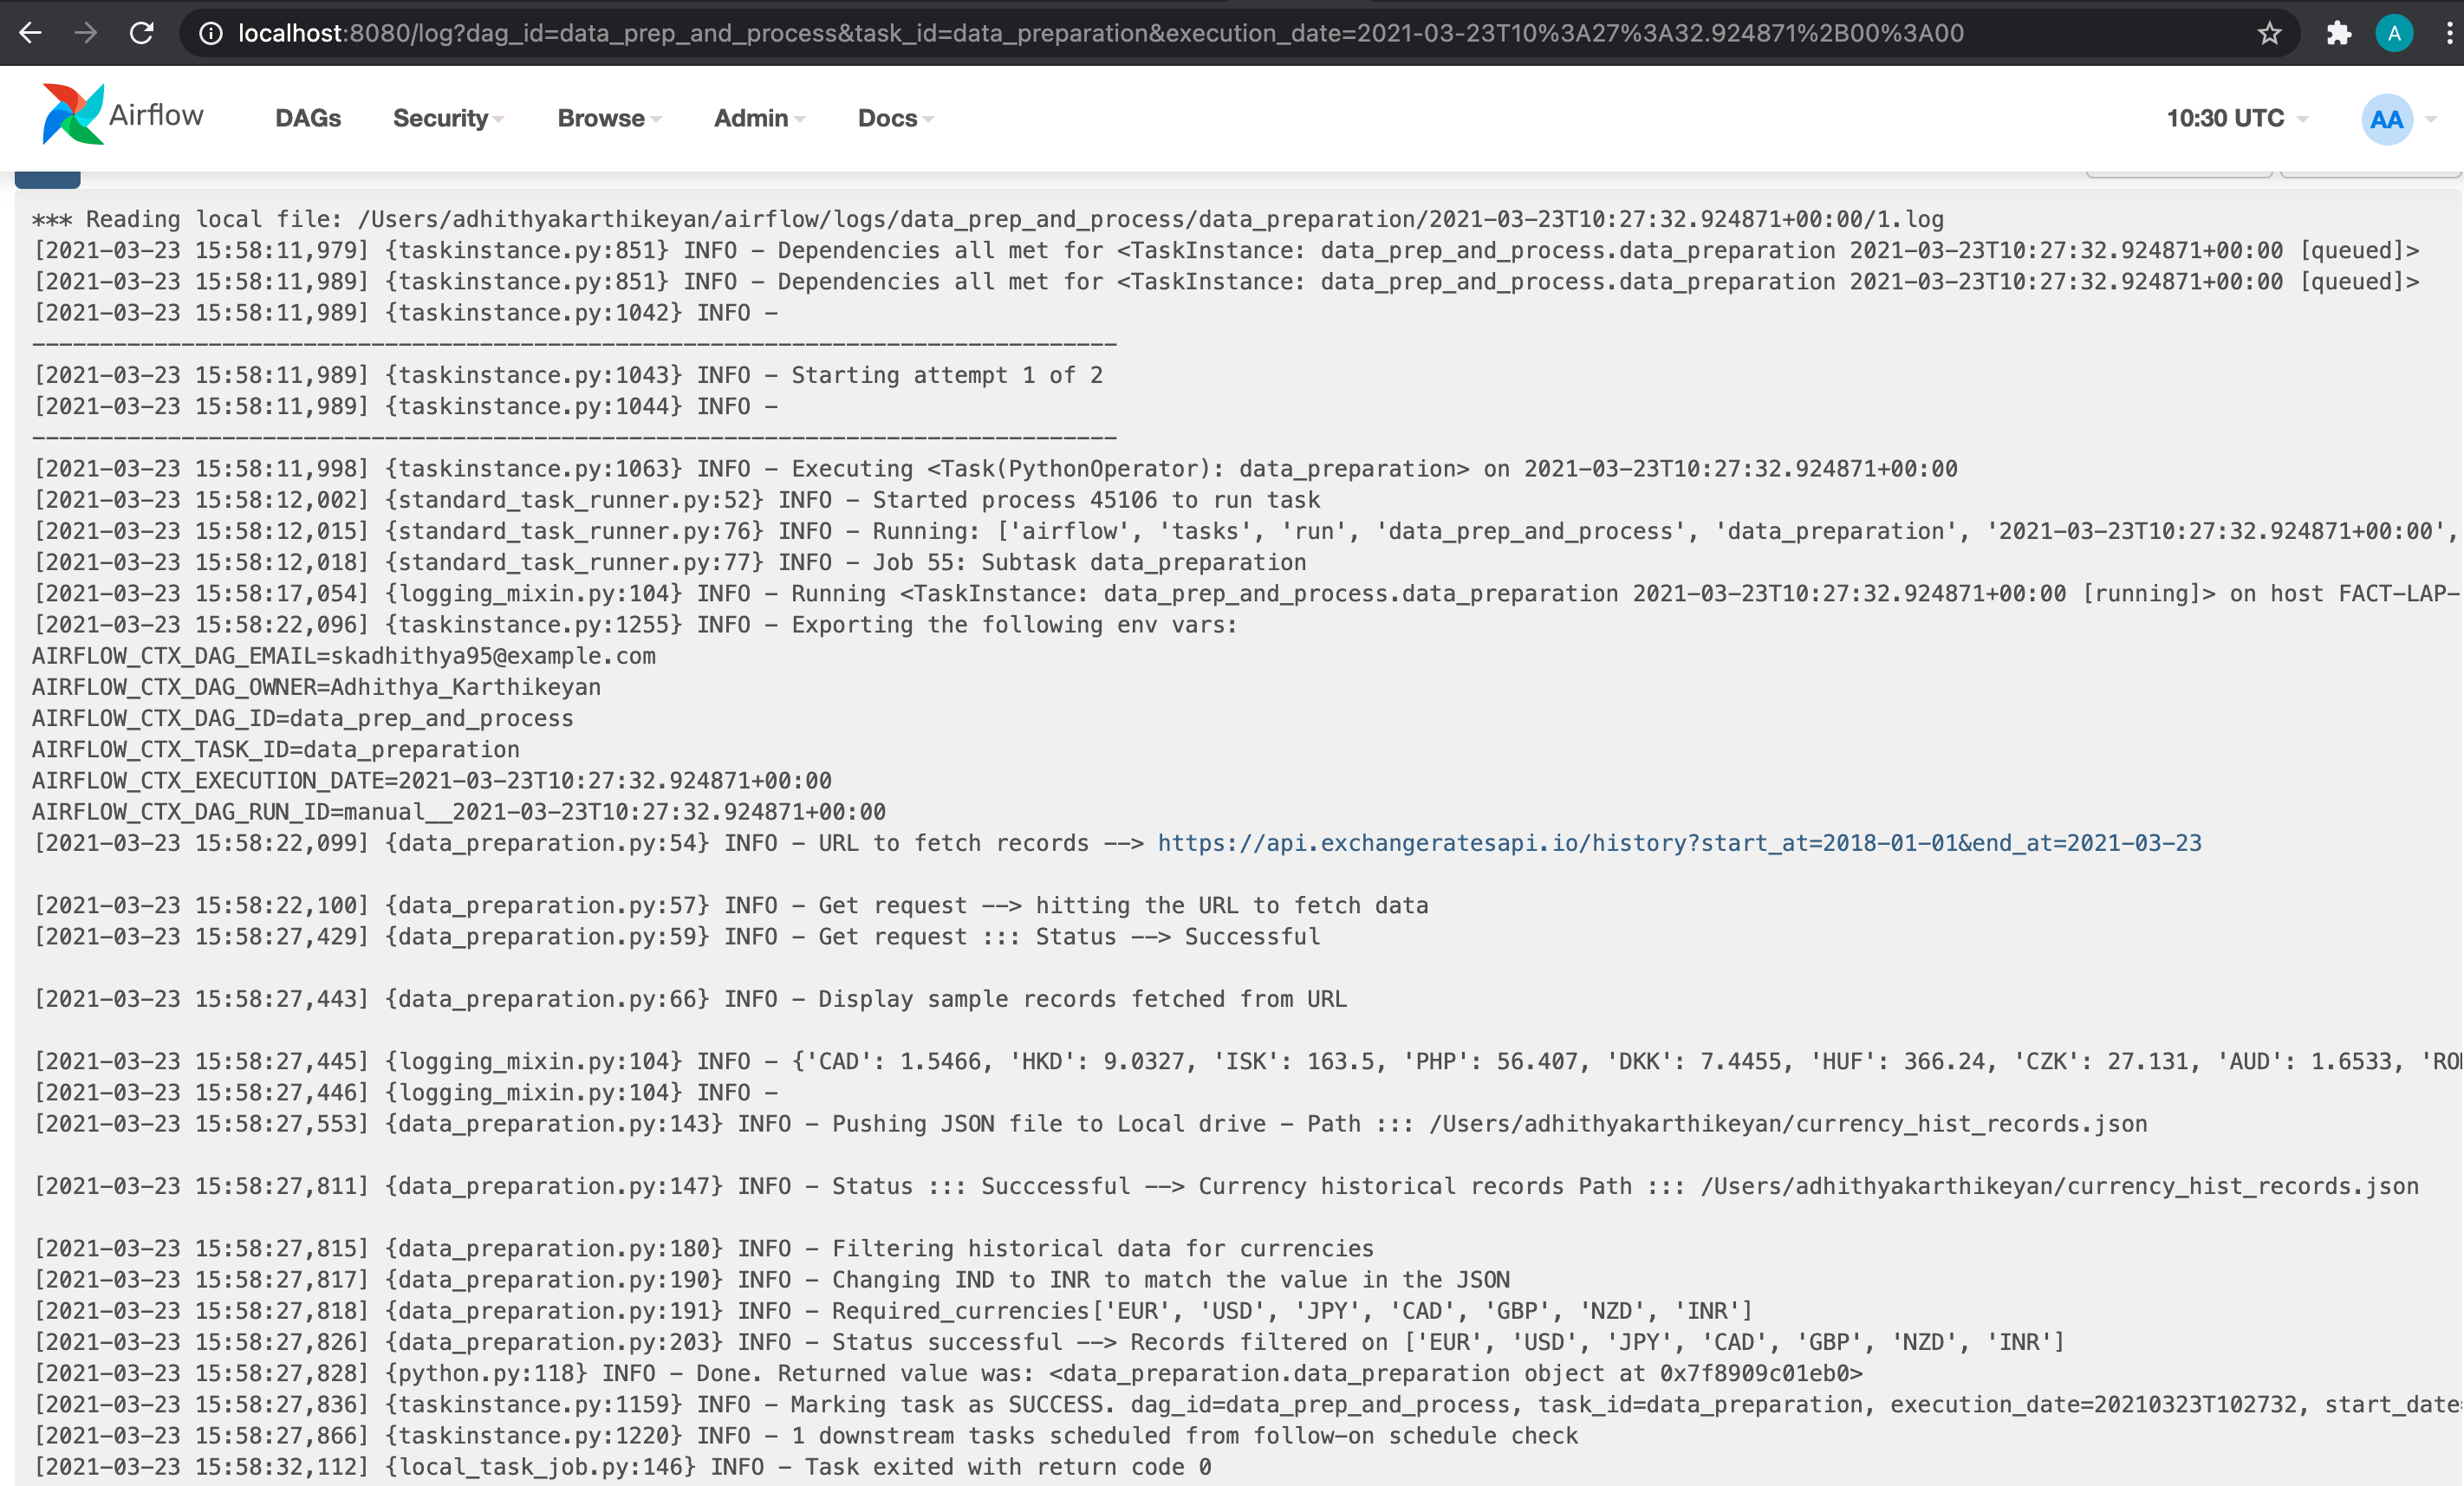 localhost:8080/log?dag_id=data_prep_and_process&task_id=data_preparation&execution_date=2021-03-23T10%3A27%3A32.924871%2B00%3A00
A
Airflow
DAGs
Security
Browse
Admin
Docs
10:30 UTC
AA
*** Reading local file: /Users/adhithyakarthikeyan/airflow/logs/data_prep_and_process/data_preparation/2021-03-23T10:27:32.924871+00:00/1.log
[2021-03-23 15:58:11,979] {taskinstance.py:851} INFO - Dependencies all met for <TaskInstance: data_prep_and_process.data_preparation 2021-03-23T10:27:32.924871+00:00 [queued]>
[2021-03-23 15:58:11,989] {taskinstance.py:851} INFO - Dependencies all met for <TaskInstance: data_prep_and_process.data_preparation 2021-03-23T10:27:32.924871+00:00 [queued]>
[2021-03-23 15:58:11,989] {taskinstance.py:1042} INFO -
--------------------------------------------------------------------------------
[2021-03-23 15:58:11,989] {taskinstance.py:1043} INFO - Starting attempt 1 of 2
[2021-03-23 15:58:11,989] {taskinstance.py:1044} INFO -
--------------------------------------------------------------------------------
[2021-03-23 15:58:11,998] {taskinstance.py:1063} INFO - Executing <Task(PythonOperator): data_preparation> on 2021-03-23T10:27:32.924871+00:00
[2021-03-23 15:58:12,002] {standard_task_runner.py:52} INFO - Started process 45106 to run task
[2021-03-23 15:58:12,015] {standard_task_runner.py:76} INFO - Running: ['airflow', 'tasks', 'run', 'data_prep_and_process', 'data_preparation', '2021-03-23T10:27:32.924871+00:00',
[2021-03-23 15:58:12,018] {standard_task_runner.py:77} INFO - Job 55: Subtask data_preparation
[2021-03-23 15:58:17,054] {logging_mixin.py:104} INFO - Running <TaskInstance: data_prep_and_process.data_preparation 2021-03-23T10:27:32.924871+00:00 [running]> on host FACT-LAP-
[2021-03-23 15:58:22,096] {taskinstance.py:1255} INFO - Exporting the following env vars:
AIRFLOW_CTX_DAG_EMAIL=skadhithya95@example.com
AIRFLOW_CTX_DAG_OWNER=Adhithya_Karthikeyan
AIRFLOW_CTX_DAG_ID=data_prep_and_process
AIRFLOW_CTX_TASK_ID=data_preparation
AIRFLOW_CTX_EXECUTION_DATE=2021-03-23T10:27:32.924871+00:00
AIRFLOW_CTX_DAG_RUN_ID=manual__2021-03-23T10:27:32.924871+00:00
[2021-03-23 15:58:22,099] {data_preparation.py:54} INFO - URL to fetch records --> https://api.exchangeratesapi.io/history?start_at=2018-01-01&end_at=2021-03-23
[2021-03-23 15:58:22,100] {data_preparation.py:57} INFO - Get request --> hitting the URL to fetch data
[2021-03-23 15:58:27,429] {data_preparation.py:59} INFO - Get request ::: Status --> Successful
[2021-03-23 15:58:27,443] {data_preparation.py:66} INFO - Display sample records fetched from URL
[2021-03-23 15:58:27,445] {logging_mixin.py:104} INFO - {'CAD': 1.5466, 'HKD': 9.0327, 'ISK': 163.5, 'PHP': 56.407, 'DKK': 7.4455, 'HUF': 366.24, 'CZK': 27.131, 'AUD': 1.6533,
[2021-03-23 15:58:27,446] {logging_mixin.py:104} INFO -
[2021-03-23 15:58:27,553] {data_preparation.py:143} INFO - Pushing JSON file to Local drive - Path ::: /Users/adhithyakarthikeyan/currency_hist_records.json
[2021-03-23 15:58:27,811] {data_preparation.py:147} INFO - Status ::: Succcessful --> Currency historical records Path ::: /Users/adhithyakarthikeyan/currency_hist_records.json
[2021-03-23 15:58:27,815] {data_preparation.py:180} INFO - Filtering historical data for currencies
[2021-03-23 15:58:27,817] {data_preparation.py:190} INFO - Changing IND to INR to match the value in the JSON
[2021-03-23 15:58:27,818] {data_preparation.py:191} INFO - Required_currencies['EUR', 'USD', 'JPY', 'CAD', 'GBP', 'NZD', 'INR']
[2021-03-23 15:58:27,826] {data_preparation.py:203} INFO - Status successful --> Records filtered on ['EUR', 'USD', 'JPY', 'CAD', 'GBP', 'NZD', 'INR']
[2021-03-23 15:58:27,828] {python.py:118} INFO - Done. Returned value was: <data_preparation.data_preparation object at 0x7f8909c01eb0>
[2021-03-23 15:58:27,836] {taskinstance.py:1159} INFO - Marking task as SUCCESS. dag_id=data_prep_and_process, task_id=data_preparation, execution_date=20210323T102732, start_date=
[2021-03-23 15:58:27,866] {taskinstance.py:1220} INFO - 1 downstream tasks scheduled from follow-on schedule check
[2021-03-23 15:58:32,112] {local_task_job.py:146} INFO - Task exited with return code 0